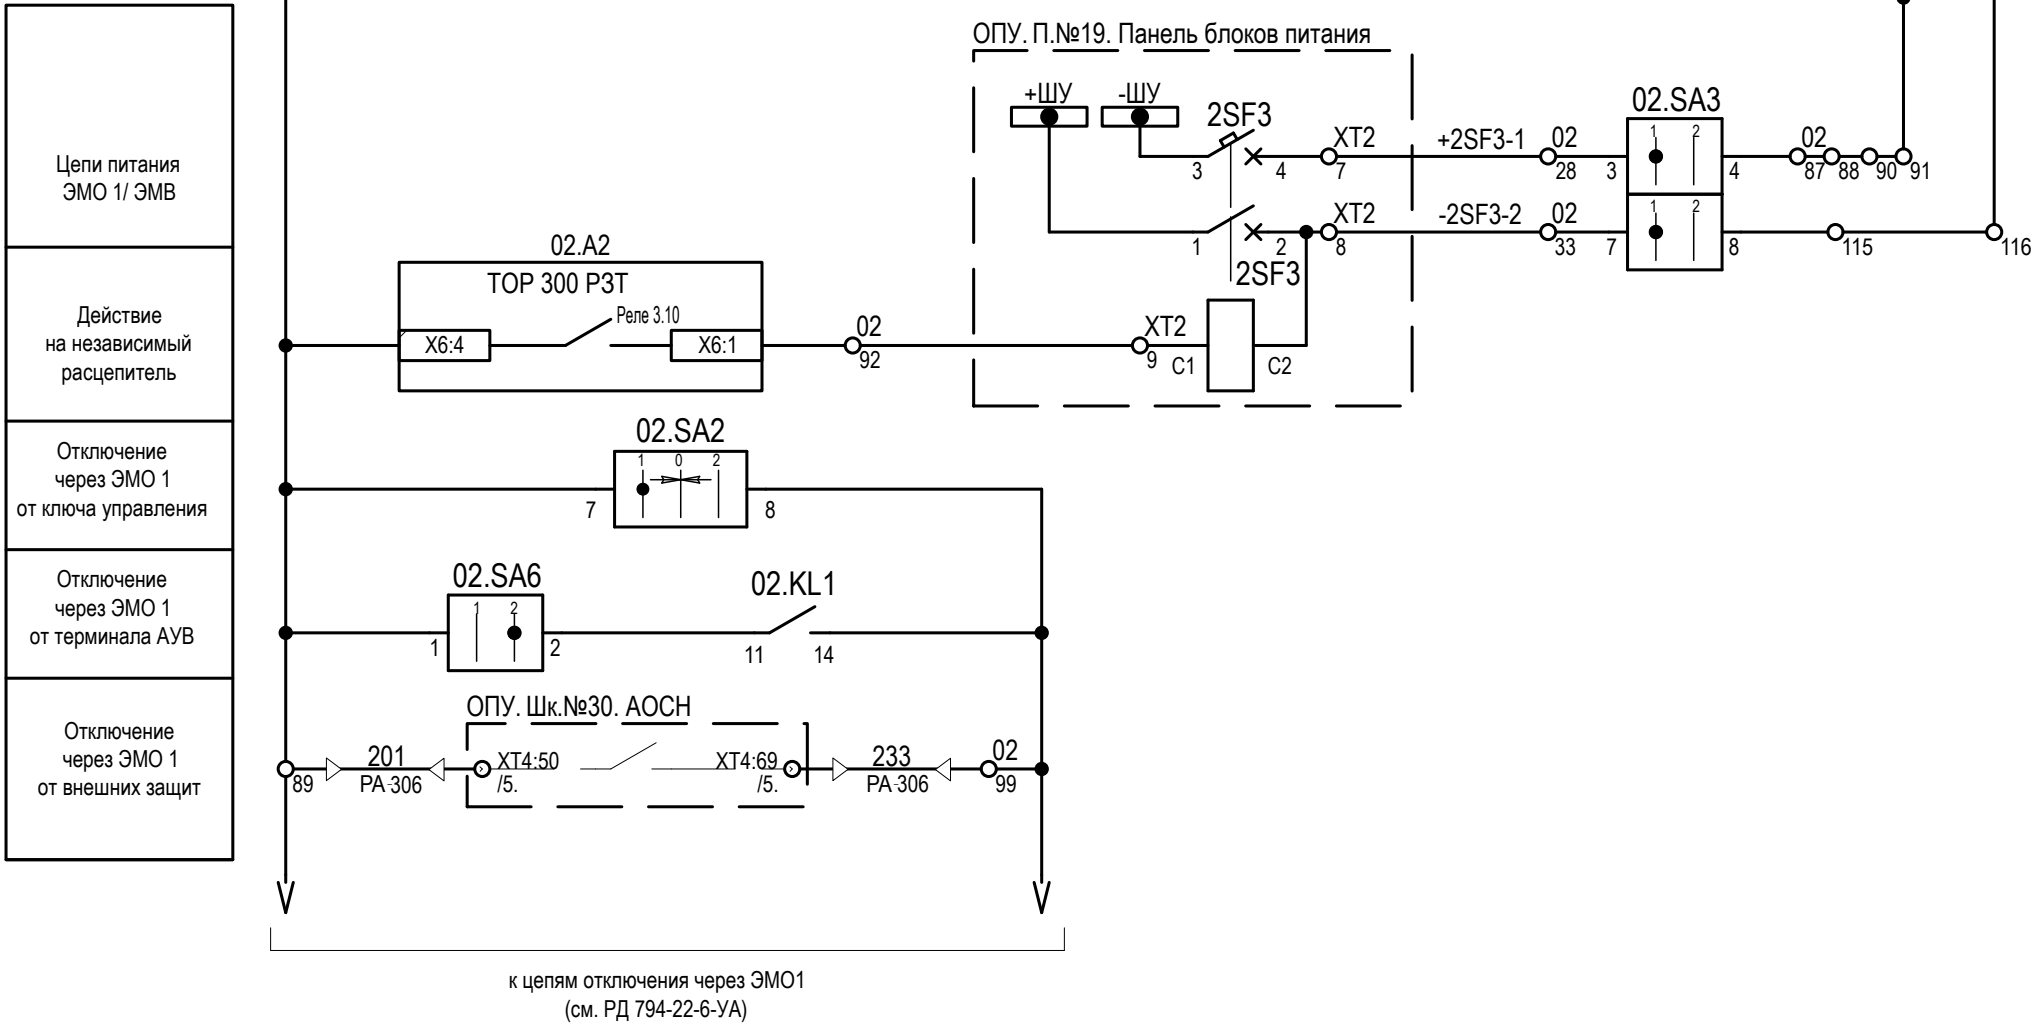 ОПУ. П.№19. Панель блоков питания
+ШУ
-ШУ
2SF3
3
4
XT2
7
+2SF3-1
02
28
02.SA3
3
1
2
4
02
87
88
90
91
Цепи питания
ЭМО 1/ ЭМВ
1
2
XT2
8
-2SF3-2
02
33
7
1
2
8
115
116
2SF3
02.A2
ТОР 300 РЗТ
Х6:4
Реле 3.10
Х6:1
02
92
XT2
9
C1
C2
Действие
на независимый
расцепитель
02.SA2
7
1
0
2
8
Отключение
через ЭМО 1
от ключа управления
02.SA6
1
1
2
2
02.KL1
11
14
Отключение
через ЭМО 1
от терминала АУВ
ОПУ. Шк.№30. АОСН
89
201
РА-306
ХТ4:50
/5.
ХТ4:69
/5.
233
РА-306
02
99
Отключение
через ЭМО 1
от внешних защит
к цепям отключения через ЭМО1
(см. РД 794-22-6-УА)